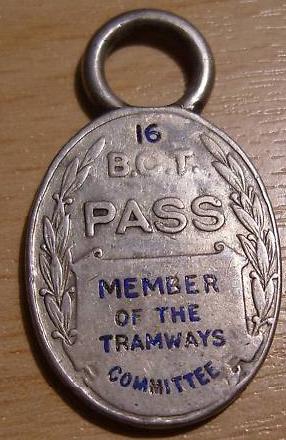 16
B.C.T.
PASS
MEMBER
OF THE
TRAMWAYS
COMMITTEE